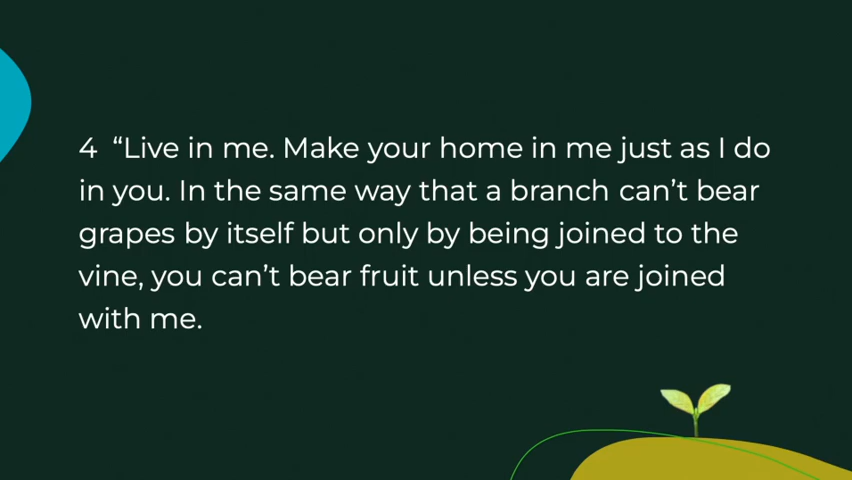 4 “Live in me. Make your home in me just as I do
in you. In the same way that a branch can’t bear
grapes by itself but only by being joined to the
vine, you can’t bear fruit unless you are joined
with me.